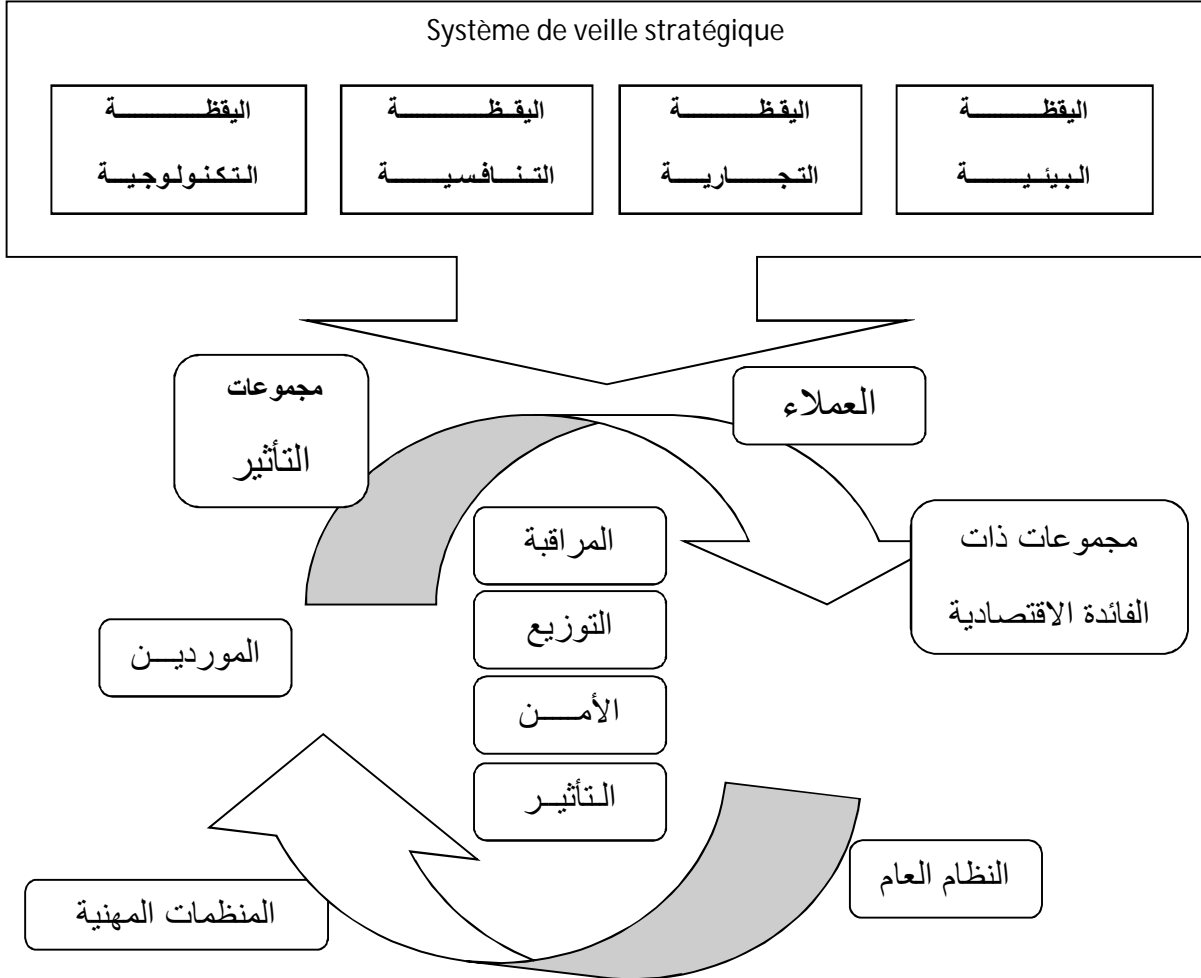 Système de veille stratégique
اليقظة
البيئية
اليقظة
التجارية
اليقظة
التنافسية
اليقظة
التكنولوجية
العملاء
مجموعات
التأثير
مجموعات ذات
الفائدة الاقتصادية
المراقبة
التوزيع
الموردين
الأمن
التأثير
النظام العام
المنظمات المهنية